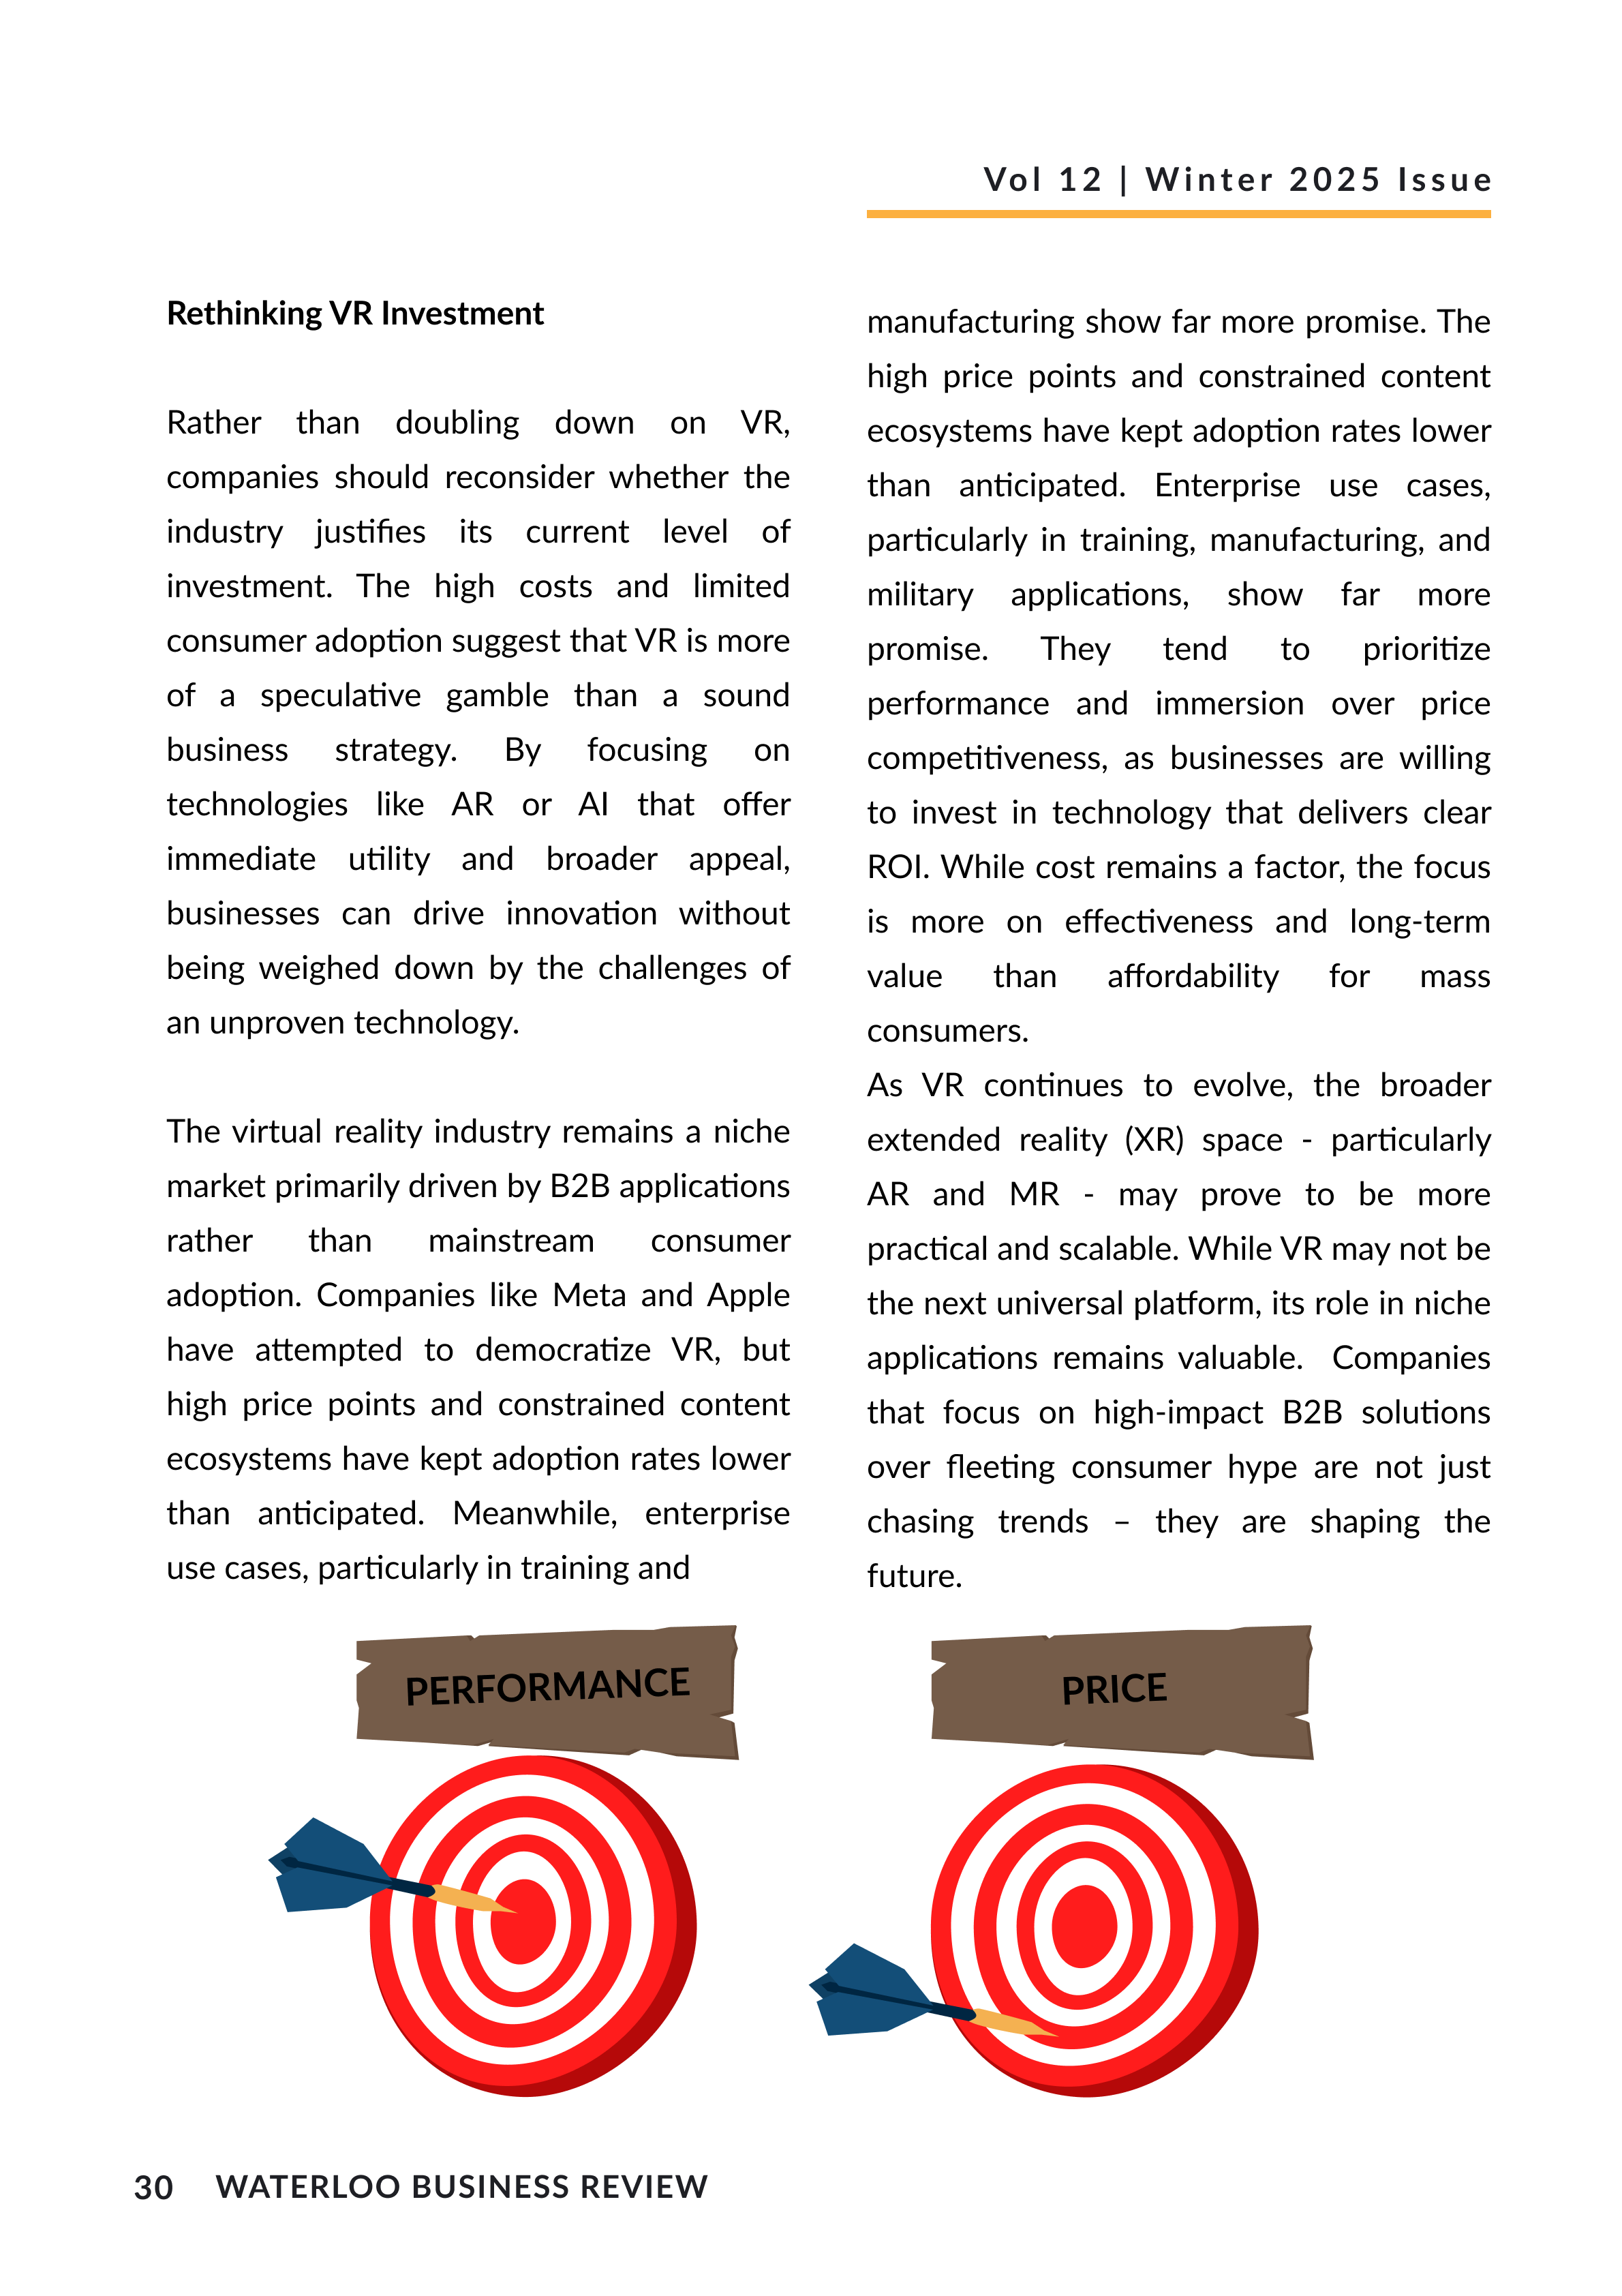 Vol 12 | Winter 2025 Issue
Rethinking VR Investment
Rather than doubling down on VR,
companies should reconsider whether the
industry justifies its current level of
investment. The high costs and limited
consumer adoption suggest that VR is more
of a speculative gamble than a sound
business strategy. By focusing on
technologies like AR or AI that offer
immediate utility and broader appeal,
businesses can drive innovation without
being weighed down by the challenges of
an unproven technology.
The virtual reality industry remains a niche
market primarily driven by B2B applications
rather than mainstream consumer
adoption. Companies like Meta and Apple
have attempted to democratize VR, but
high price points and constrained content
ecosystems have kept adoption rates lower
than anticipated. Meanwhile, enterprise
use cases, particularly in training and
manufacturing show far more promise. The
high price points and constrained content
ecosystems have kept adoption rates lower
than anticipated. Enterprise use cases,
particularly in training, manufacturing, and
military applications, show far more
promise. They tend to prioritize
performance and immersion over price
competitiveness, as businesses are willing
to invest in technology that delivers clear
ROI. While cost remains a factor, the focus
is more on effectiveness and long-term
value than affordability for mass
consumers.
As VR continues to evolve, the broader
extended reality (XR) space - particularly
AR and MR - may prove to be more
practical and scalable. While VR may not be
the next universal platform, its role in niche
applications remains valuable. Companies
that focus on high-impact B2B solutions
over fleeting consumer hype are not just
chasing trends – they are shaping the
future.
PERFORMANCE
PRICE
30 WATERLOO BUSINESS REVIEW